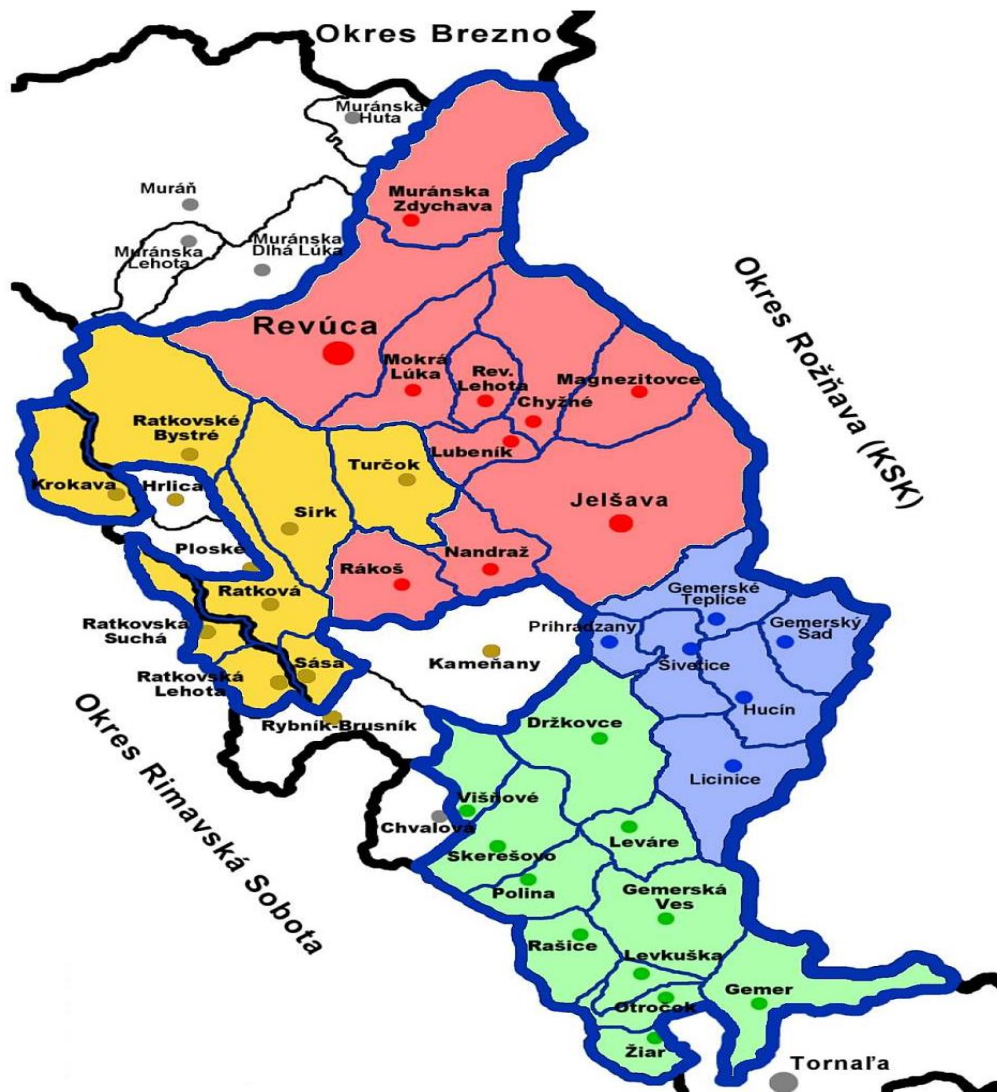 Okres Brezno
Muránska
Huta
Muráň
Muránska
Zdychava
Muránska
Lehota
Muránska
Dlhá Lúka
Okres Rožňava (KSK)
Revúca
Mokrá
Lúka
Rev.
Lehota
Magnezitovce
Chyžné
Ratkovské
Bystré
Lubeník
Turčok
Krokava
Hrlica
Jelšava
Sirk
Ploské
Nandraž
Rákoš
Ratková
Gemerské
Teplice
Ratkovská
Suchá
Prihradzany
Gemerský
Sad
Šivetice
Kameňany
Sása
Ratkovská
Lehota
Hucín
Rybník-Brusník
Držkovce
Licinice
Okres Rimavská Sobota
Višňové
Chvalová
Leváre
Skerešovo
Polina
Gemerská
Ves
Rašice
Levkuška
Gemer
Otročok
Žiar
Tornaľa